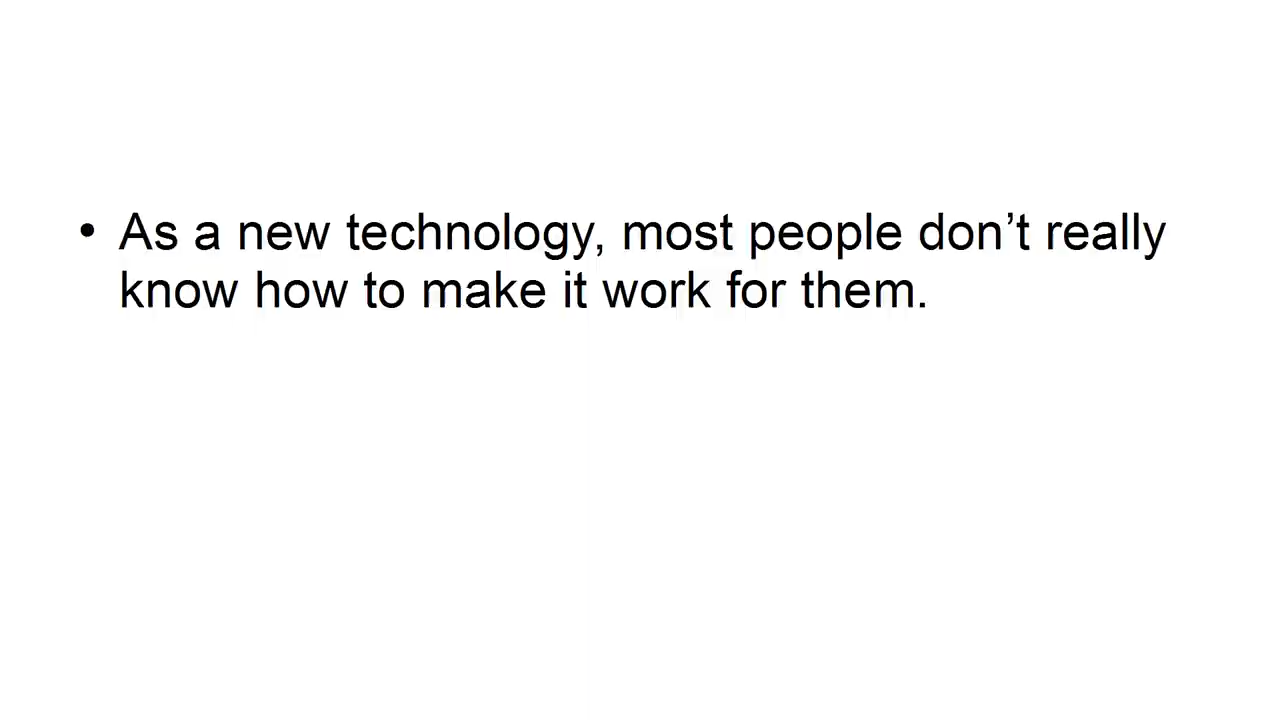 • As a new technology, most people don’t really
know how to make it work for them.